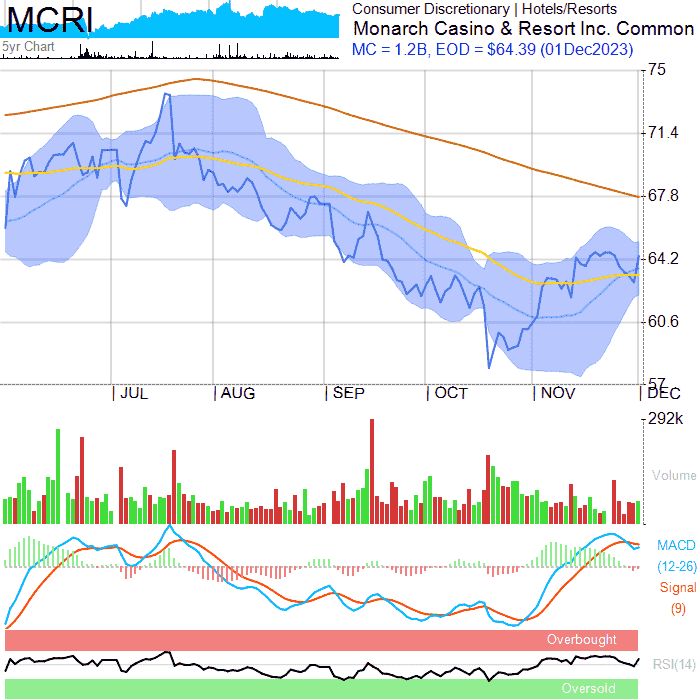 MCRI
Consumer Discretionary | Hotels/Resorts
Monarch Casino & Resort Inc. Common
MC = 1.2B, EOD = $64.39 (01Dec2023)
5yr Chart
75
71.4
67.8
64.2
60.6
57
JUL AUG SEP OCT NOV DEC
292k
Volume
MACD
(12-26)
Signal
(9)
Overbought
RSI(14)
Oversold